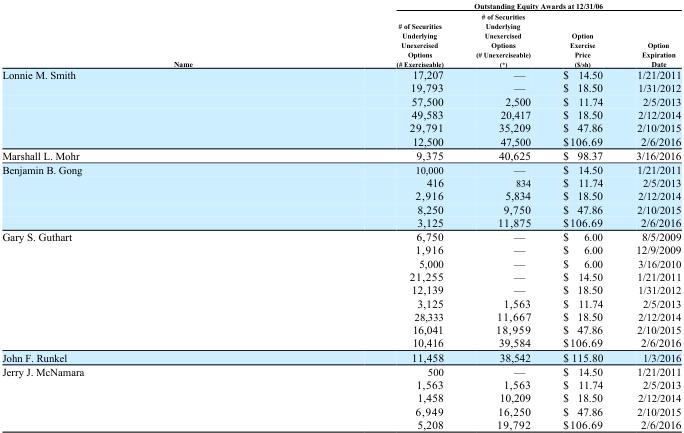 Outstanding Equity Awards at 12/31/06
# of Securities
# of Securities Underlying
Underlying Unexercised Option
Unexercised Options Exercise Option
Options (# Unexerciseable) Price Expiration
Name (# Exerciseable) (*) ($/sh) Date
Lonnie M. Smith 17,207 — $ 14.50 1/21/2011
19,793 — $ 18.50 1/31/2012
57,500 2,500 $ 11.74 2/5/2013
49,583 20,417 $ 18.50 2/12/2014
29,791 35,209 $ 47.86 2/10/2015
12,500 47,500 $106.69 2/6/2016
Marshall L. Mohr 9,375 40,625 $ 98.37 3/16/2016
Benjamin B. Gong 10,000 — $ 14.50 1/21/2011
416 834 $ 11.74 2/5/2013
2,916 5,834 $ 18.50 2/12/2014
8,250 9,750 $ 47.86 2/10/2015
3,125 11,875 $106.69 2/6/2016
Gary S. Guthart 6,750 — $ 6.00 8/5/2009
1,916 — $ 6.00 12/9/2009
5,000 — $ 6.00 3/16/2010
21,255 — $ 14.50 1/21/2011
12,139 — $ 18.50 1/31/2012
3,125 1,563 $ 11.74 2/5/2013
28,333 11,667 $ 18.50 2/12/2014
16,041 18,959 $ 47.86 2/10/2015
10,416 39,584 $106.69 2/6/2016
John F. Runkel 11,458 38,542 $ 115.80 1/3/2016
Jerry J. McNamara 500 — $ 14.50 1/21/2011
1,563 1,563 $ 11.74 2/5/2013
1,458 10,209 $ 18.50 2/12/2014
6,949 16,250 $ 47.86 2/10/2015
5,208 19,792 $106.69 2/6/2016